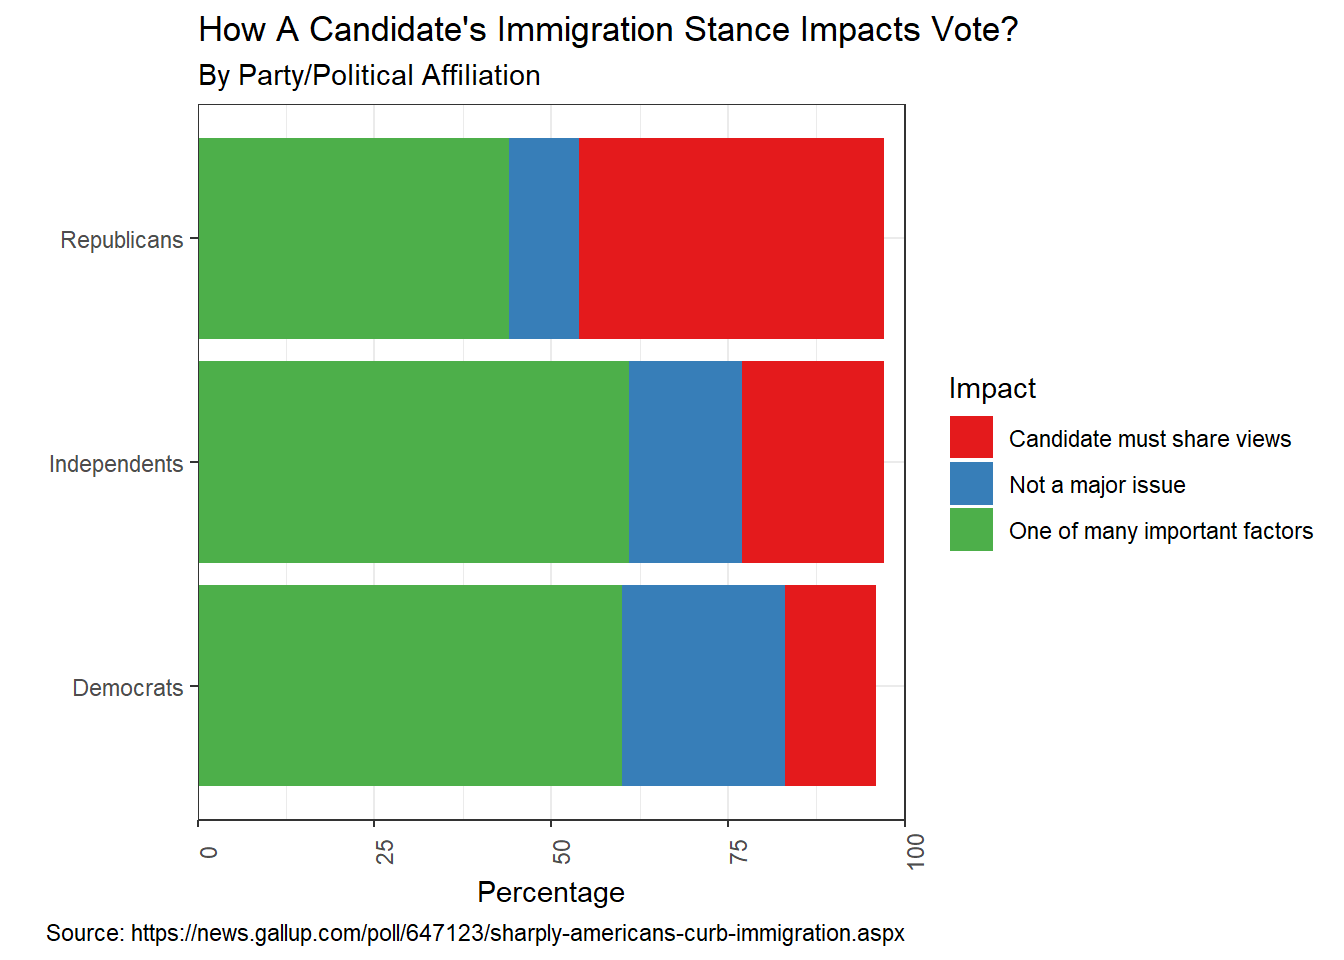 How A Candidate's Immigration Stance Impacts Vote?
By Party/Political Affiliation
Republicans
Independents
Democrats
0
25
50
75
100
Percentage
Impact
Candidate must share views
Not a major issue
One of many important factors
Source: https://news.gallup.com/poll/647123/sharply-americans-curb-immigration.aspx